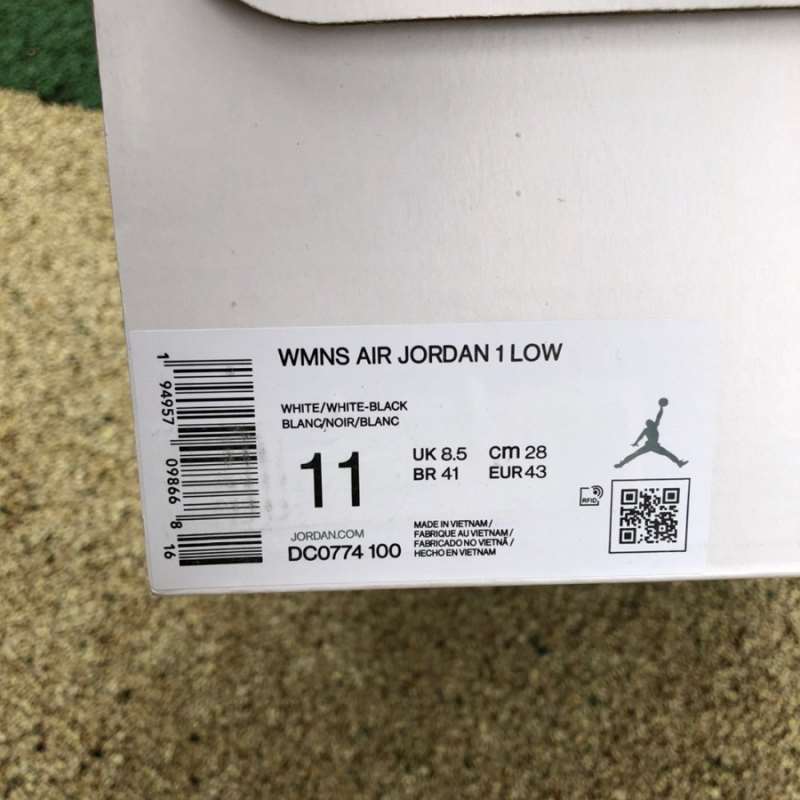 WMNS AIR JORDAN 1 LOW
WHITE/WHITE-BLACK
BLANC/NOIR/BLANC
11
UK 8.5 cm 28
BR 41 EUR 43
JORDAN.COM
DC0774 100
MADE IN VIETNAM /
FABRIQUE AU VIETNAM /
FABRICADO NO VIETNÃ /
HECHO EN VIETNAM
RFID
1 94957 09866 8 16